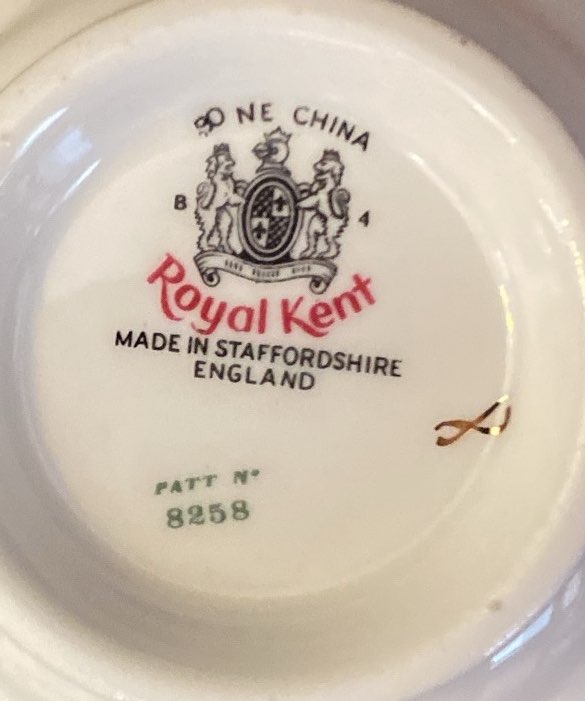 BONE CHINA
B 4
Royal Kent
MADE IN STAFFORDSHIRE
ENGLAND
PATT Nº
8258